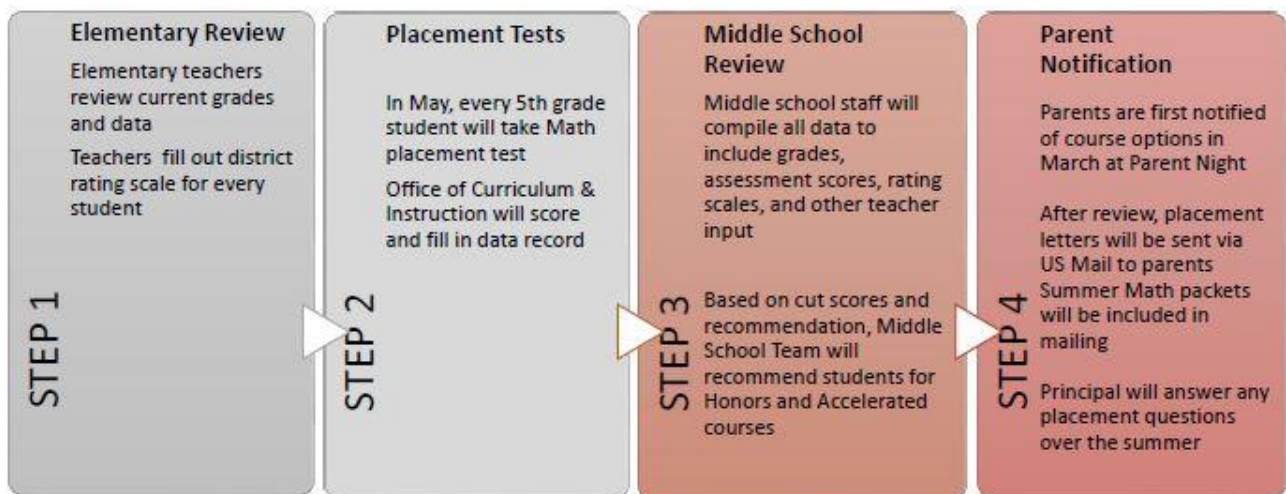 Elementary Review
Elementary teachers
review current grades
and data
Teachers fill out district
rating scale for every
student
STEP 1
Placement Tests
In May, every 5th grade
student will take Math
placement test
Office of Curriculum &
Instruction will score
and fill in data record
STEP 2
Middle School
Review
Middle school staff will
compile all data to
include grades,
assessment scores, rating
scales, and other teacher
input
Based on cut scores and
recommendation, Middle
School Team will
recommend students for
Honors and Accelerated
courses
STEP 3
Parent
Notification
Parents are first notified
of course options in
March at Parent Night
After review, placement
letters will be sent via
US Mail to parents
Summer Math packets
will be included in
mailing
Principal will answer any
placement questions
over the summer
STEP 4